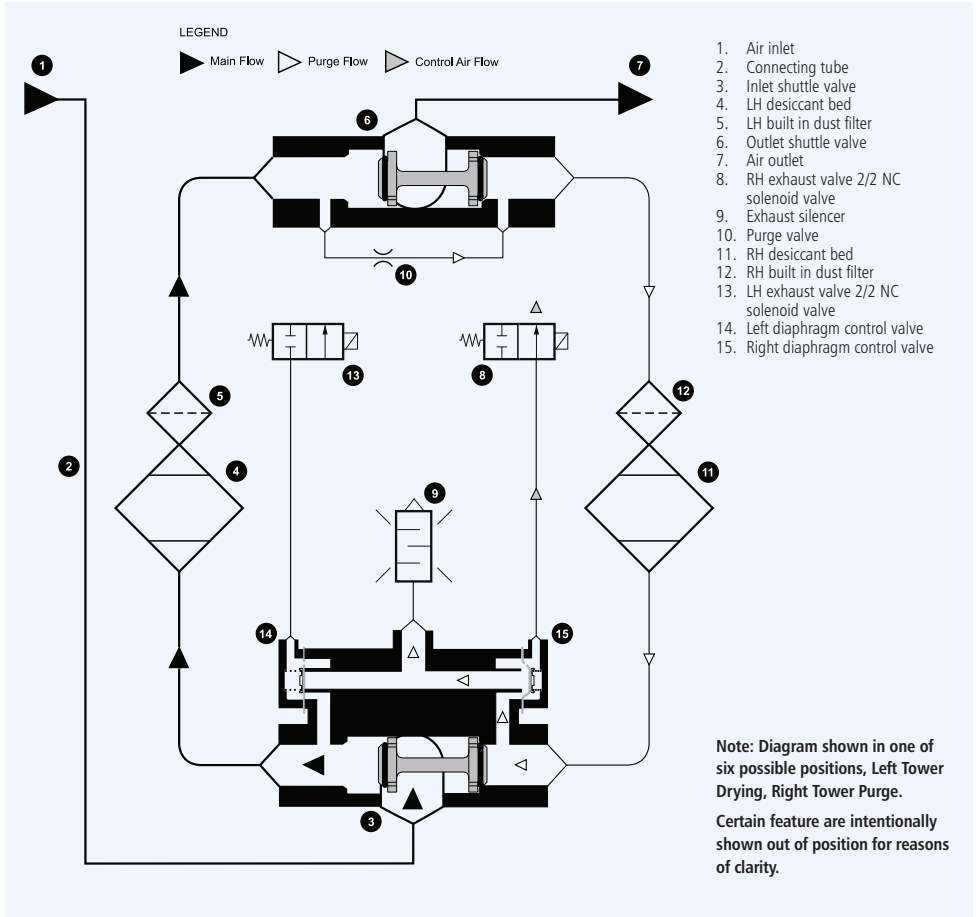 LEGEND
Main Flow
Purge Flow
Control Air Flow
1
7
6
10
13
8
5
12
2
4
11
9
14
15
3
1. Air inlet
2. Connecting tube
3. Inlet shuttle valve
4. LH desiccant bed
5. LH built in dust filter
6. Outlet shuttle valve
7. Air outlet
8. RH exhaust valve 2/2 NC
solenoid valve
9. Exhaust silencer
10. Purge valve
11. RH desiccant bed
12. RH built in dust filter
13. LH exhaust valve 2/2 NC
solenoid valve
14. Left diaphragm control valve
15. Right diaphragm control valve
Note: Diagram shown in one of
six possible positions, Left Tower
Drying, Right Tower Purge.
Certain feature are intentionally
shown out of position for reasons
of clarity.